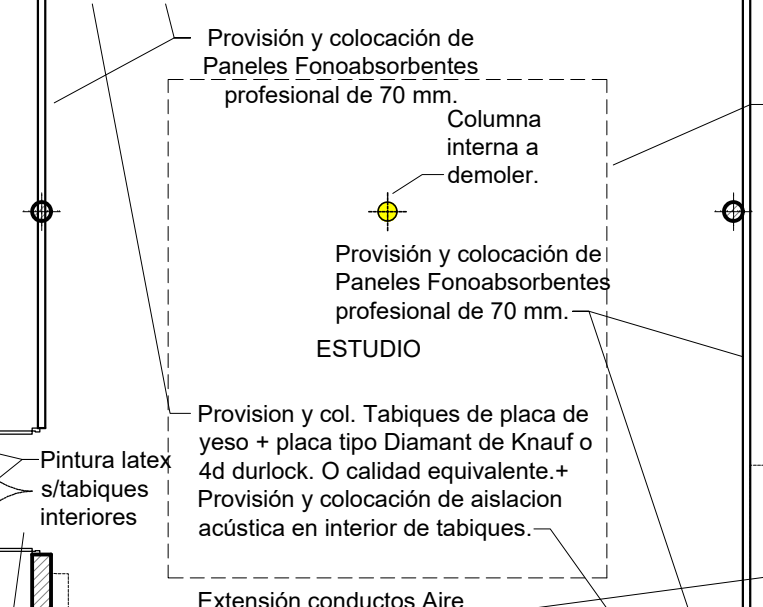 Provisión y colocación de
Paneles Fonoabsorbentes
profesional de 70 mm.
Columna
interna a
demoler.
Provisión y colocación de
Paneles Fonoabsorbentes
profesional de 70 mm.
ESTUDIO
Provision y col. Tabiques de placa de
yeso + placa tipo Diamant de Knauf o
4d durlock. O calidad equivalente.+
Provisión y colocación de aislacion
acústica en interior de tabiques.
Pintura latex
s/tabiques
interiores
Extensión conductos Aire